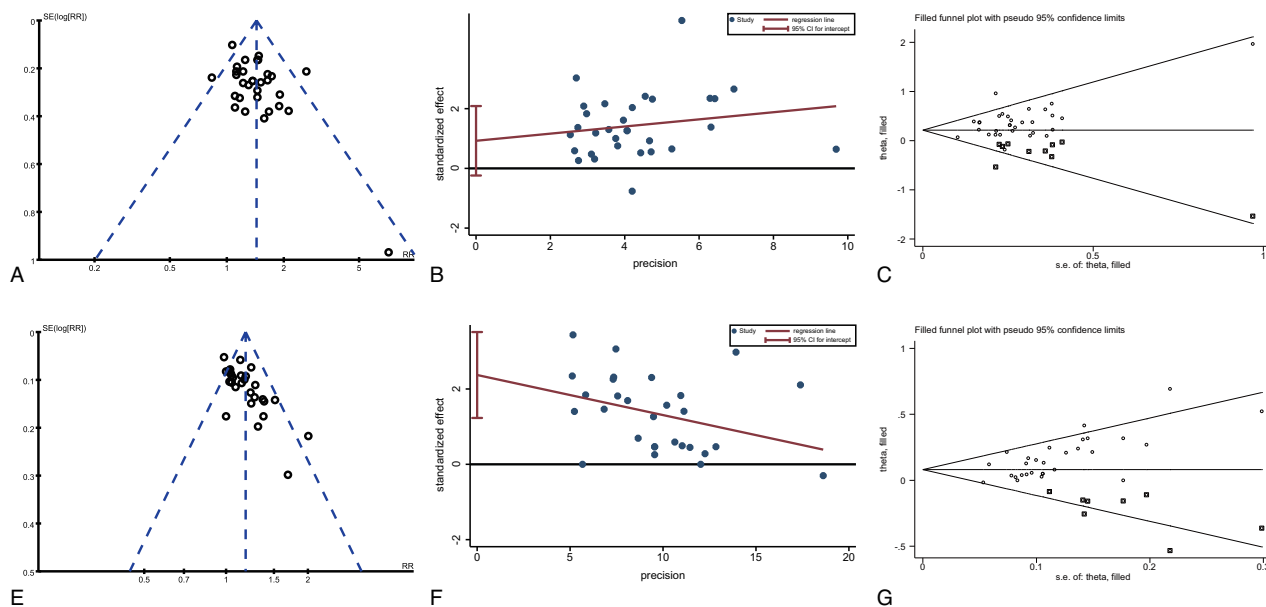 SE(log[RR])
0
0.2
0.4
0.6
0.8
1
0.2
0.5
1
2
5
RR
A
standardized effect
2
0
-2
0
2
4
6
8
10
precision
Study
regression line
95% CI for intercept
B
Filled funnel plot with pseudo 95% confidence limits
theta, filled
2
1
0
-1
-2
0
0.5
1
s.e. of: theta, filled
C
SE(log[RR])
0
0.1
0.2
0.3
0.4
0.5
0.5
0.7
1
1.5
2
RR
E
standardized effect
2
0
-2
0
5
10
15
20
precision
Study
regression line
95% CI for intercept
F
Filled funnel plot with pseudo 95% confidence limits
theta, filled
1
.5
0
-.5
0
0.1
0.2
s.e. of: theta, filled
G